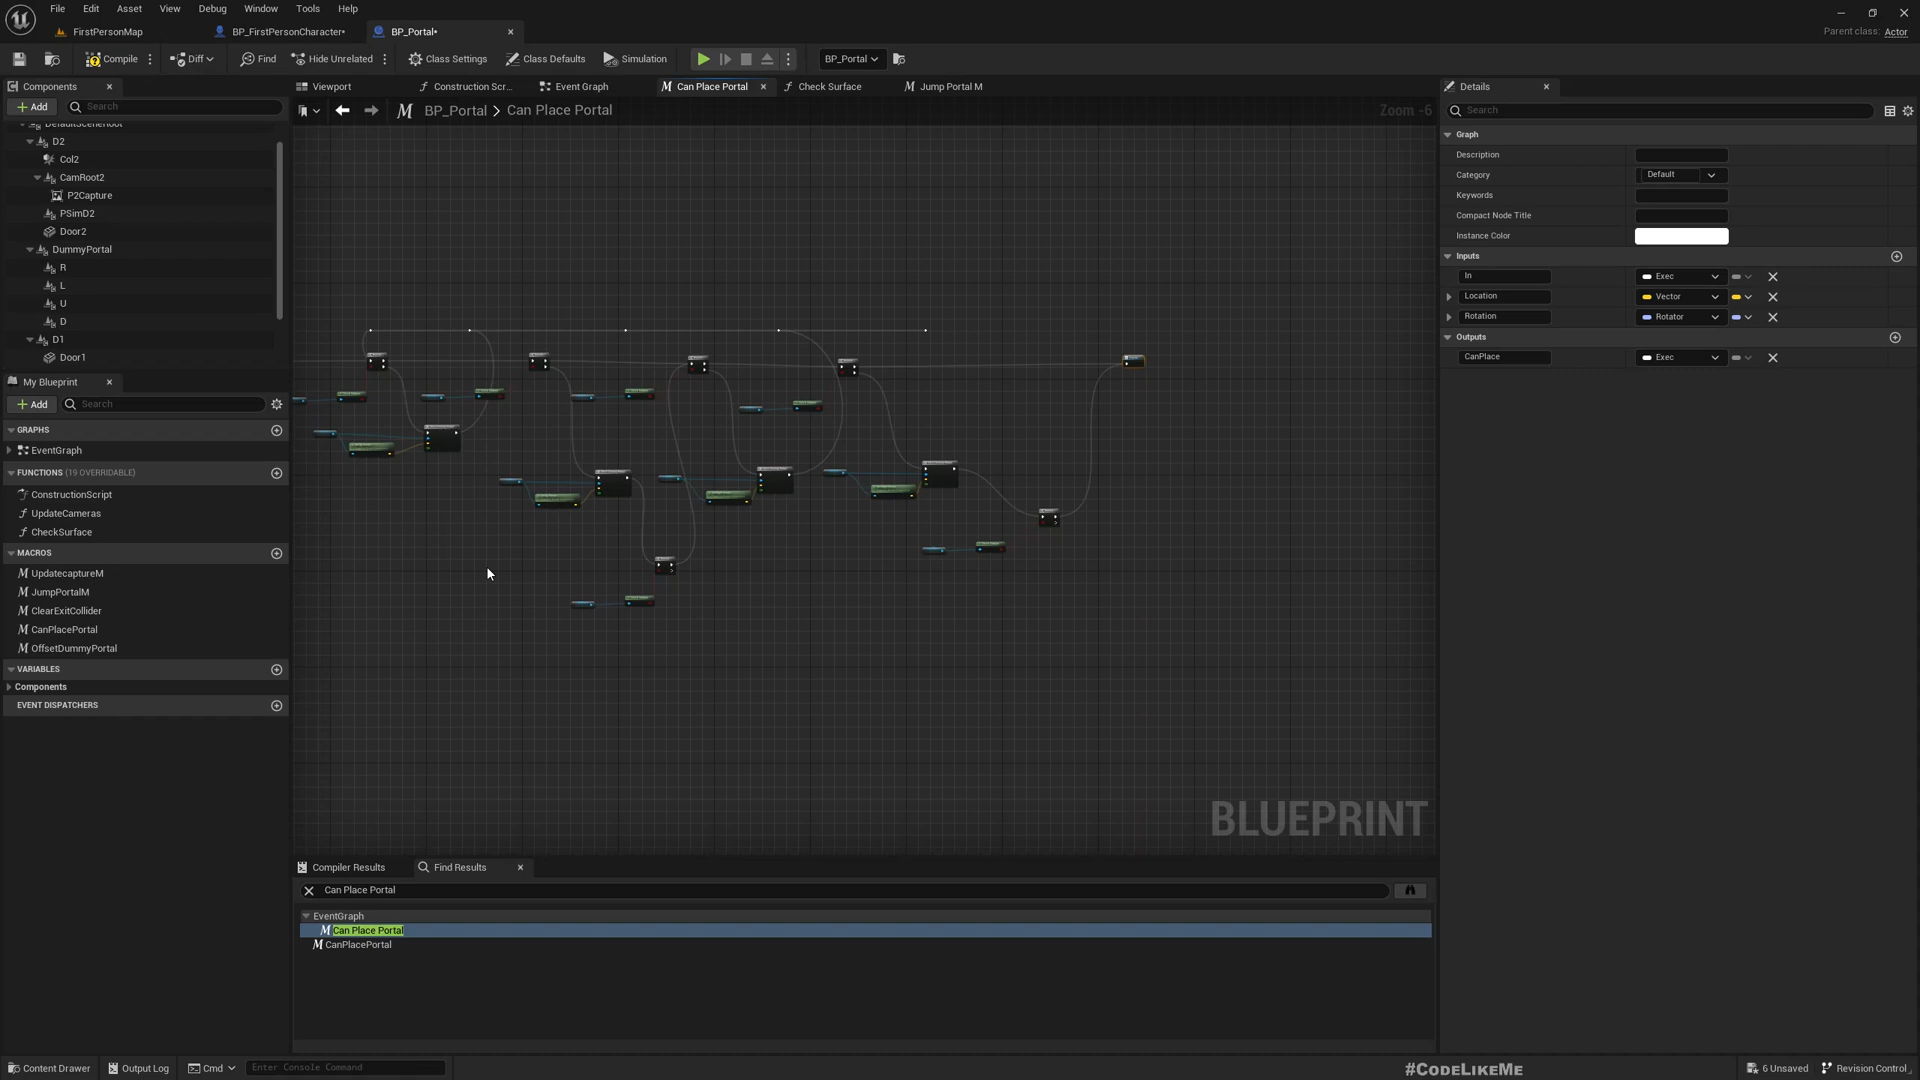 File Edit Asset View Window Debug Tools Help
FirstPersonMap
BP_FirstPersonCharacter*
BP_Portal*
Parent class: Actor
Compile
Diff
Find
Hide Unrelated
Class Settings
Class Defaults
Simulation
BP_Portal
Components
Add
Search
DefaultSceneRoot
D2
Col2
CamRoot2
P2Capture
PSimD2
Door2
DummyPortal
R
L
U
D
D1
Door1
My Blueprint
Add
Search
GRAPHS
EventGraph
FUNCTIONS (19 OVERRIDABLE)
ConstructionScript
UpdateCameras
CheckSurface
MACROS
UpdatecaptureM
JumpPortalM
ClearExitCollider
CanPlacePortal
OffsetDummyPortal
VARIABLES
Components
EVENT DISPATCHERS
Viewport
Construction Scr...
Event Graph
Can Place Portal
Check Surface
Jump Portal M
BP_Portal > Can Place Portal
Zoom -6
BLUEPRINT
Compiler Results
Find Results
Can Place Portal
EventGraph
Can Place Portal
CanPlacePortal
Details
Search
Graph
Description
Category Default
Keywords
Compact Node Title
Instance Color
Inputs
In Exec
Location Vector
Rotation Rotator
Outputs
CanPlace Exec
Content Drawer
Output Log
Cmd
Enter Console Command
#CODELIKEME
6 Unsaved
Revision Control